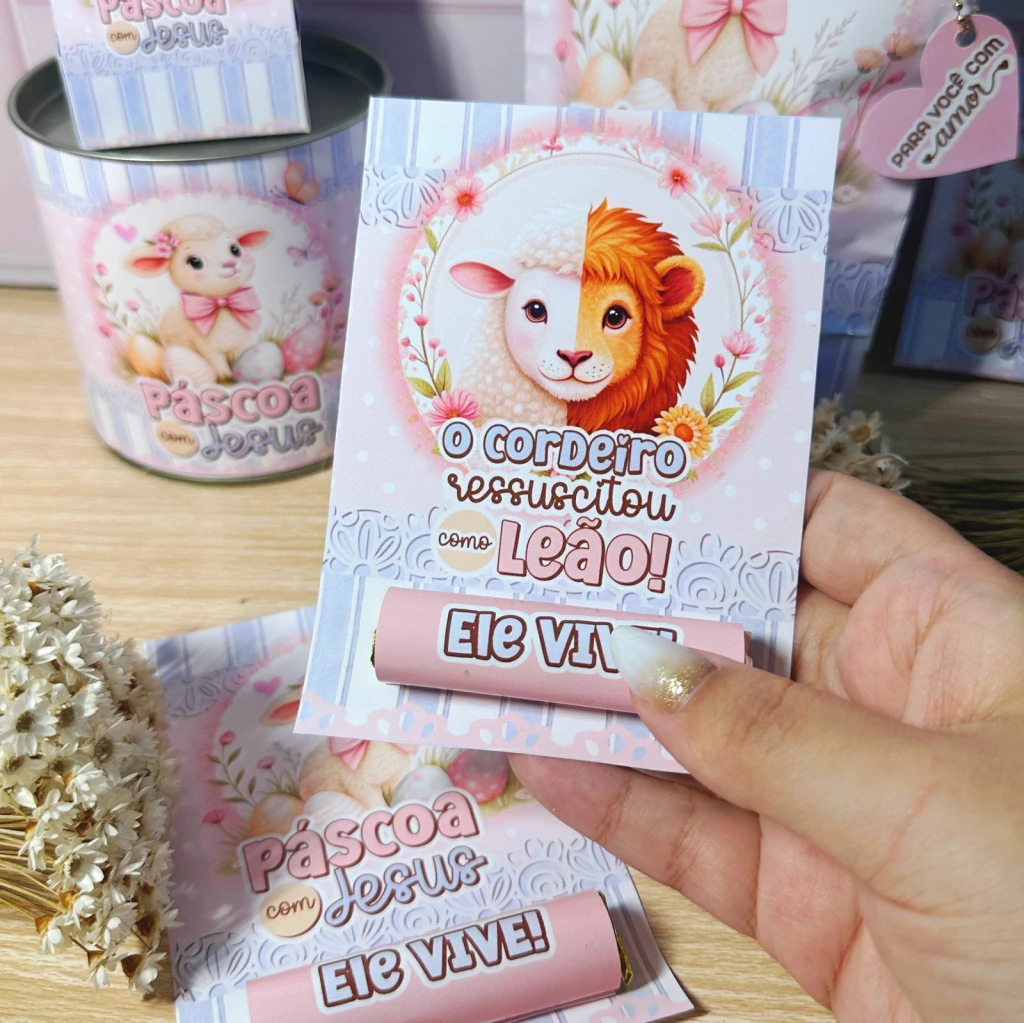 Páscoa
com Jesus
PARA VOCÊ COM
amor
Páscoa
com Jesus
O CORDEIRO
ressuscitou
como Leão!
Ele VIVE!
Páscoa
com Jesus
Ele VIVE!